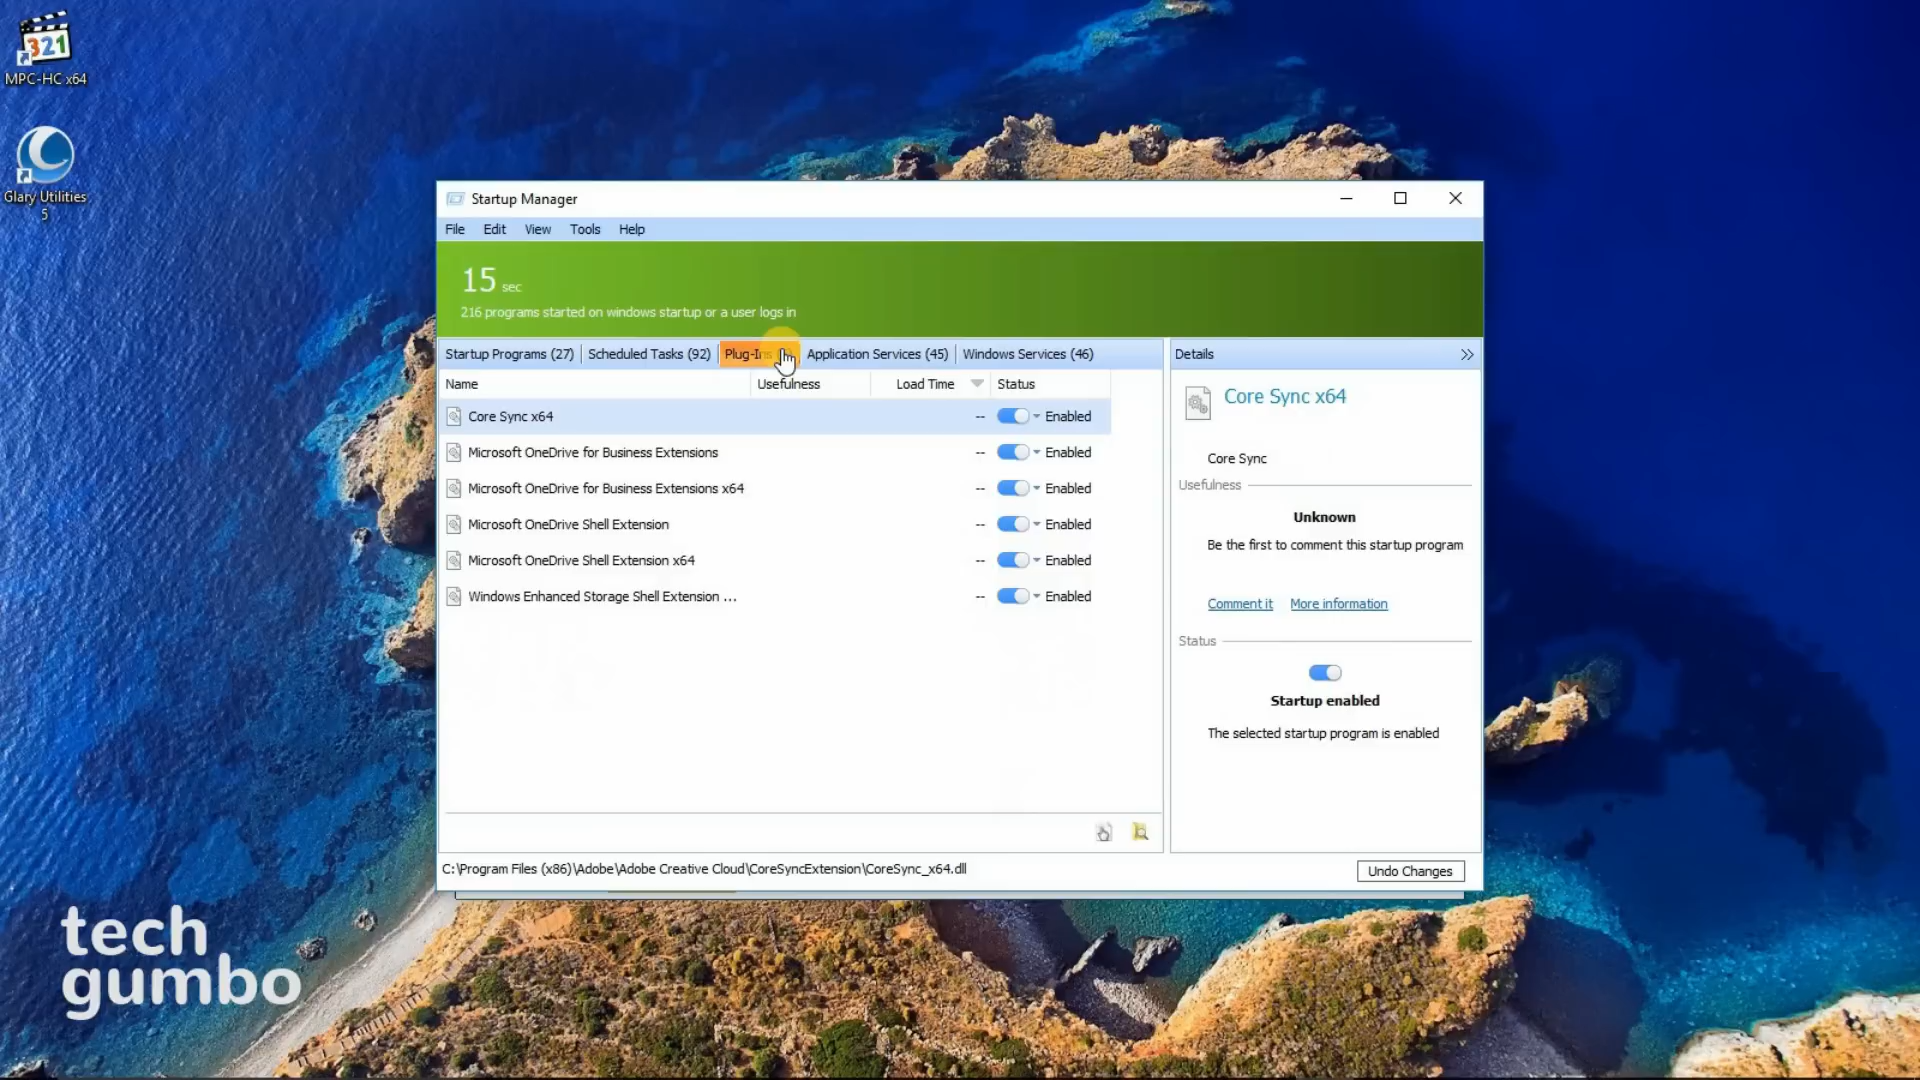 321
MPC-HC x64
Glary Utilities
5
Startup Manager
File Edit View Tools Help
15 sec
216 programs started on windows startup or a user logs in
Startup Programs (27) Scheduled Tasks (92) Plug-Ins Application Services (45) Windows Services (46)
Name Usefulness Load Time Status
Core Sync x64 -- Enabled
Microsoft OneDrive for Business Extensions -- Enabled
Microsoft OneDrive for Business Extensions x64 -- Enabled
Microsoft OneDrive Shell Extension -- Enabled
Microsoft OneDrive Shell Extension x64 -- Enabled
Windows Enhanced Storage Shell Extension ... -- Enabled
Details
Core Sync x64
Core Sync
Usefulness
Unknown
Be the first to comment this startup program
Comment it More information
Status
Startup enabled
The selected startup program is enabled
C:\Program Files (x86)\Adobe\Adobe Creative Cloud\CoreSyncExtension\CoreSync_x64.dll
Undo Changes
tech
gumbo